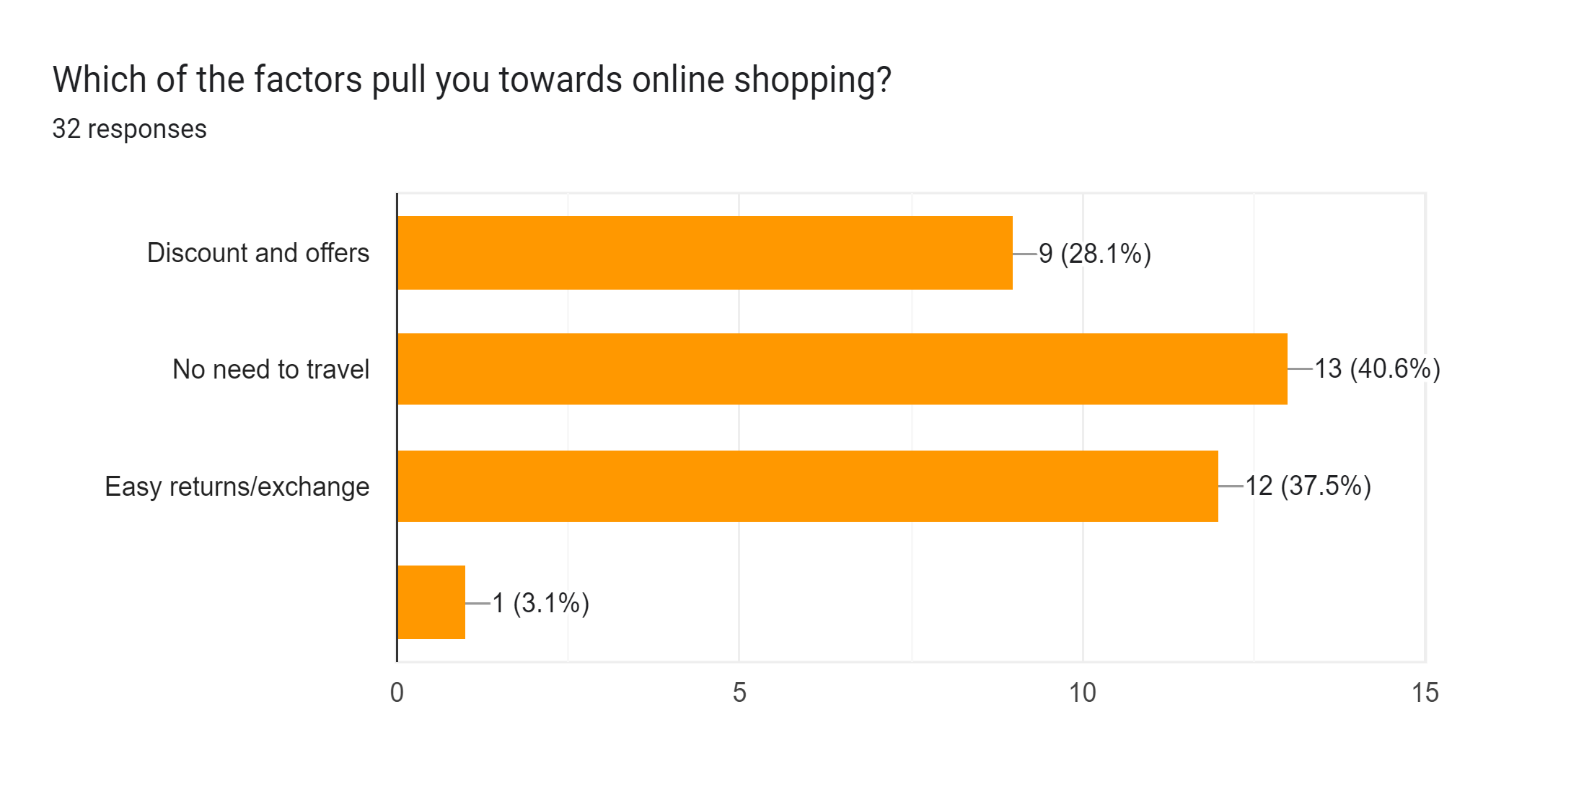 Which of the factors pull you towards online shopping?
32 responses
Discount and offers
9 (28.1%)
No need to travel
13 (40.6%)
Easy returns/exchange
12 (37.5%)
1 (3.1%)
0 5 10 15